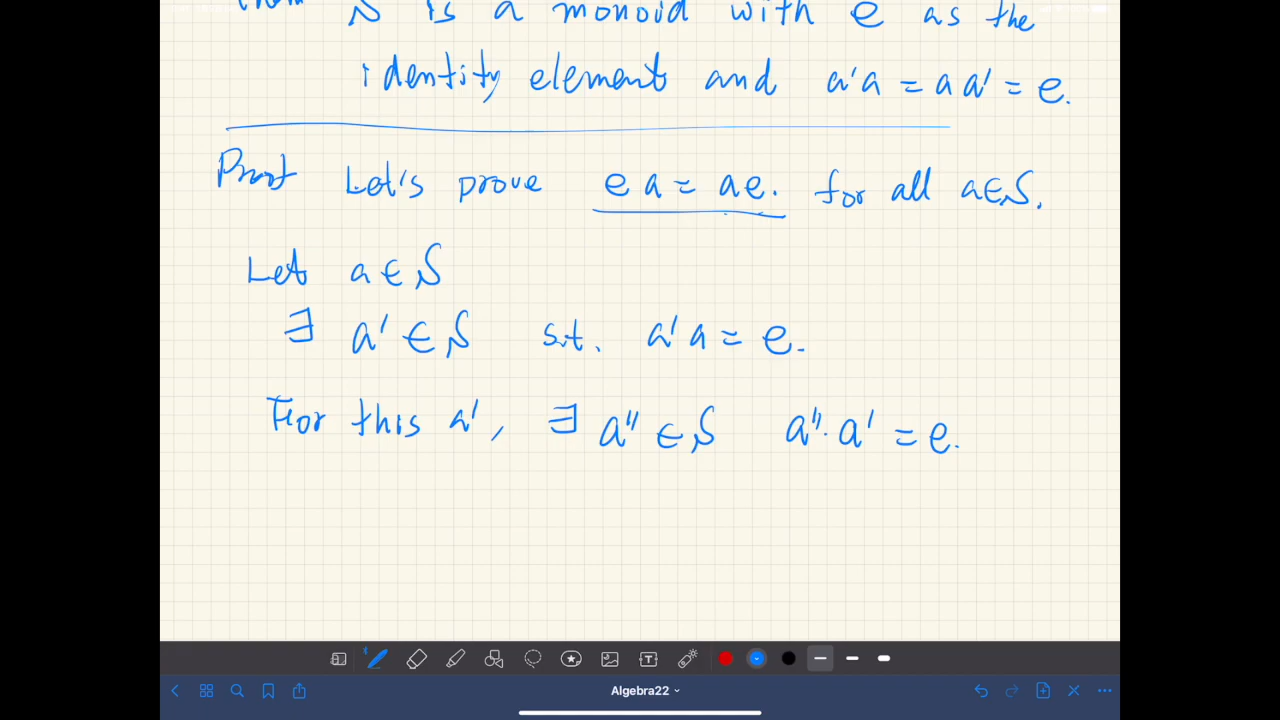 Then S is a monoid with e as the
identity element and a'a = aa' = e.
Proof Let's prove ea = ae. for all a∈S.
Let a∈S
∃ a'∈S s.t. a'a = e.
For this a', ∃ a''∈S a''·a' = e.
Algebra22